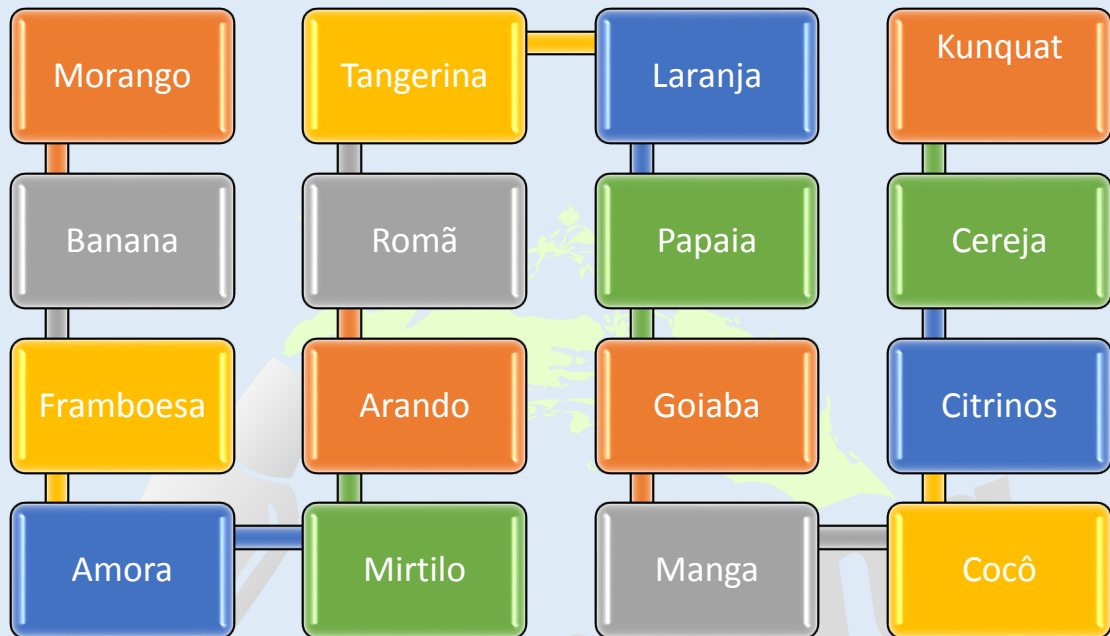 Morango
Banana
Framboesa
Amora
Mirtilo
Arando
Romã
Tangerina
Laranja
Papaia
Goiaba
Manga
Cocô
Citrinos
Cereja
Kunquat